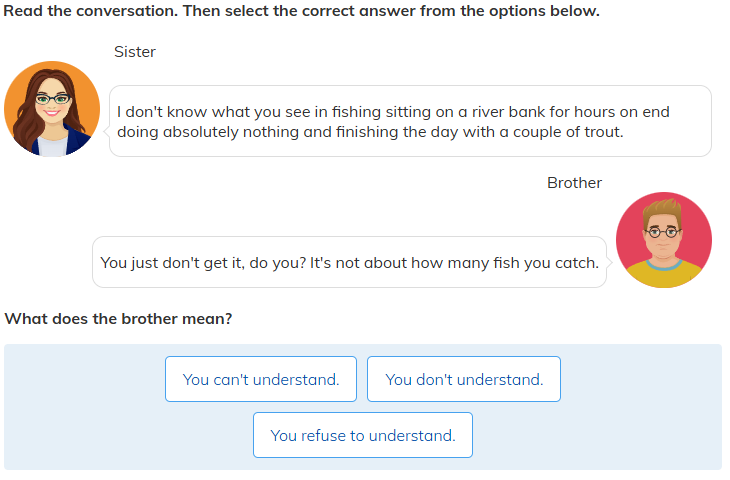 Read the conversation. Then select the correct answer from the options below.
Sister
I don't know what you see in fishing sitting on a river bank for hours on end
doing absolutely nothing and finishing the day with a couple of trout.
Brother
You just don't get it, do you? It's not about how many fish you catch.
What does the brother mean?
You can't understand.
You don't understand.
You refuse to understand.